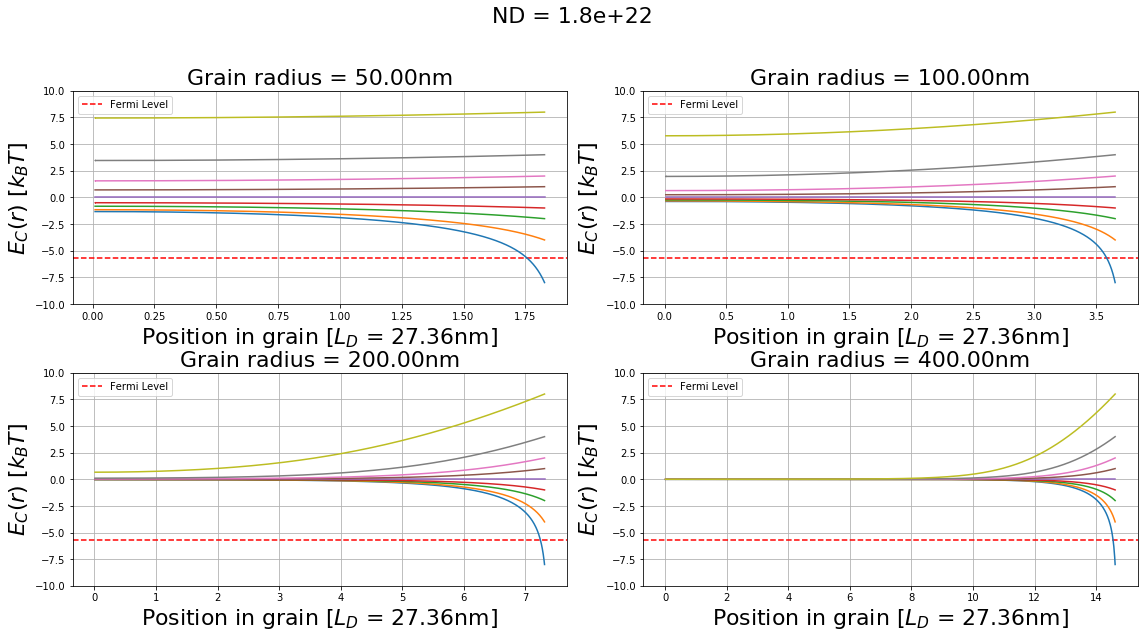 ND = 1.8e+22
Grain radius = 50.00nm
Fermi Level
10.0
7.5
5.0
2.5
0.0
−2.5
−5.0
−7.5
−10.0
E_C(r) [k_BT]
0.00 0.25 0.50 0.75 1.00 1.25 1.50 1.75
Position in grain [L_D = 27.36nm]
Grain radius = 100.00nm
Fermi Level
10.0
7.5
5.0
2.5
0.0
−2.5
−5.0
−7.5
−10.0
E_C(r) [k_BT]
0.0 0.5 1.0 1.5 2.0 2.5 3.0 3.5
Position in grain [L_D = 27.36nm]
Grain radius = 200.00nm
Fermi Level
10.0
7.5
5.0
2.5
0.0
−2.5
−5.0
−7.5
−10.0
E_C(r) [k_BT]
0 1 2 3 4 5 6 7
Position in grain [L_D = 27.36nm]
Grain radius = 400.00nm
Fermi Level
10.0
7.5
5.0
2.5
0.0
−2.5
−5.0
−7.5
−10.0
E_C(r) [k_BT]
0 2 4 6 8 10 12 14
Position in grain [L_D = 27.36nm]